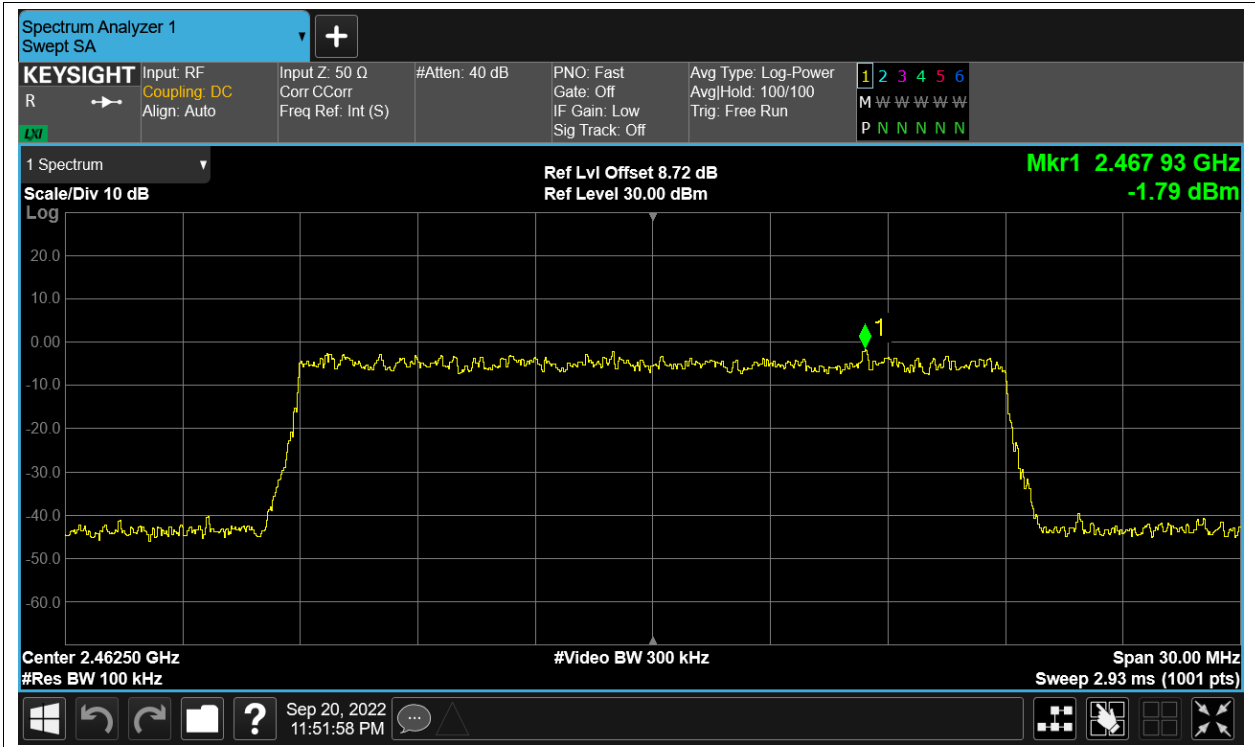 Spectrum Analyzer 1
Swept SA
KEYSIGHT
R
LXI
Input: RF
Coupling: DC
Align: Auto
Input Z: 50 Ω
Corr CCorr
Freq Ref: Int (S)
#Atten: 40 dB
PNO: Fast
Gate: Off
IF Gain: Low
Sig Track: Off
Avg Type: Log-Power
Avg|Hold: 100/100
Trig: Free Run
1 2 3 4 5 6
M W W W W W
P N N N N N
1 Spectrum
Scale/Div 10 dB
Log
Ref Lvl Offset 8.72 dB
Ref Level 30.00 dBm
Mkr1 2.467 93 GHz
-1.79 dBm
20.0
10.0
0.00
-10.0
-20.0
-30.0
-40.0
-50.0
-60.0
1
Center 2.46250 GHz
#Res BW 100 kHz
#Video BW 300 kHz
Span 30.00 MHz
Sweep 2.93 ms (1001 pts)
?
Sep 20, 2022
11:51:58 PM